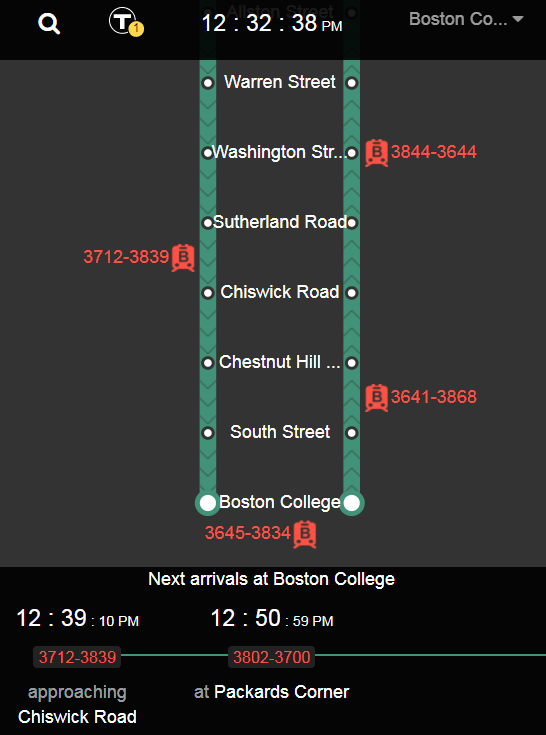 T 1 12 : 32 : 38 PM Boston Co...
Allston Street
Warren Street
Washington Str... B 3844-3644
Sutherland Road
3712-3839 B
Chiswick Road
Chestnut Hill ...
B 3641-3868
South Street
Boston College
3645-3834 B
Next arrivals at Boston College
12 : 39 : 10 PM 12 : 50 : 59 PM
3712-3839 3802-3700
approaching at Packards Corner
Chiswick Road